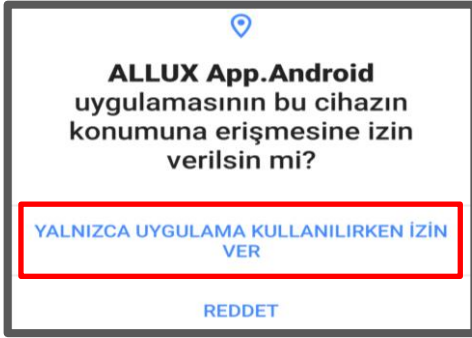 ALLUX App.Android
uygulamasının bu cihazın
konumuna erişmesine izin
verilsin mi?
YALNIZCA UYGULAMA KULLANILIRKEN İZİN
VER
REDDET